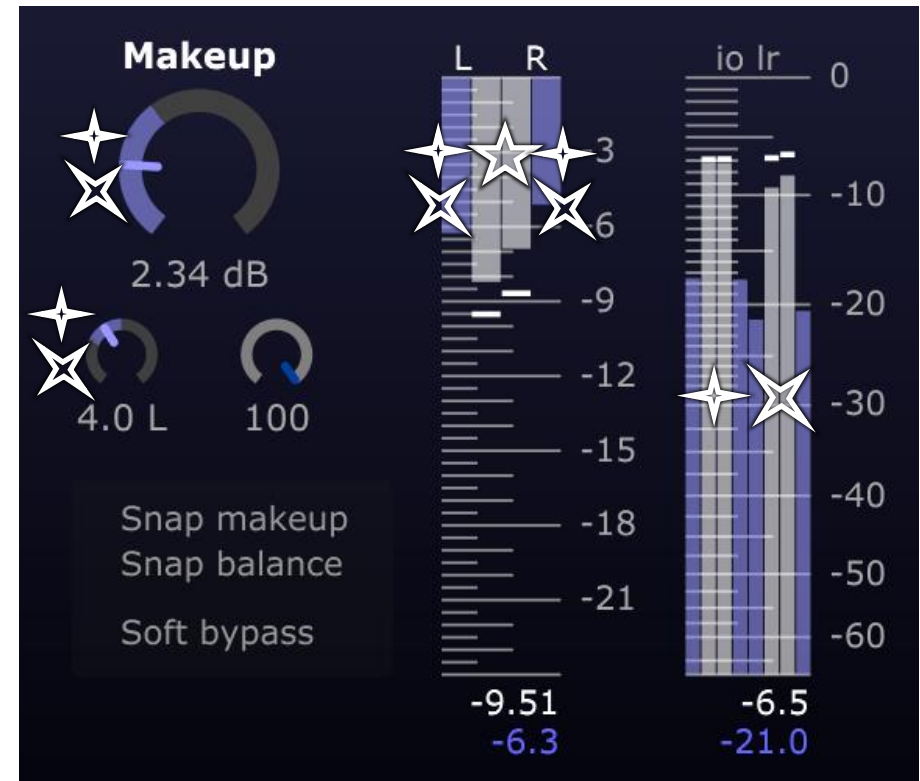 Makeup
2.34 dB
4.0 L
100
Snap makeup
Snap balance
Soft bypass
L R
-3
-6
-9
-12
-15
-18
-21
-9.51
-6.3
io lr
0
-10
-20
-30
-40
-50
-60
-6.5
-21.0